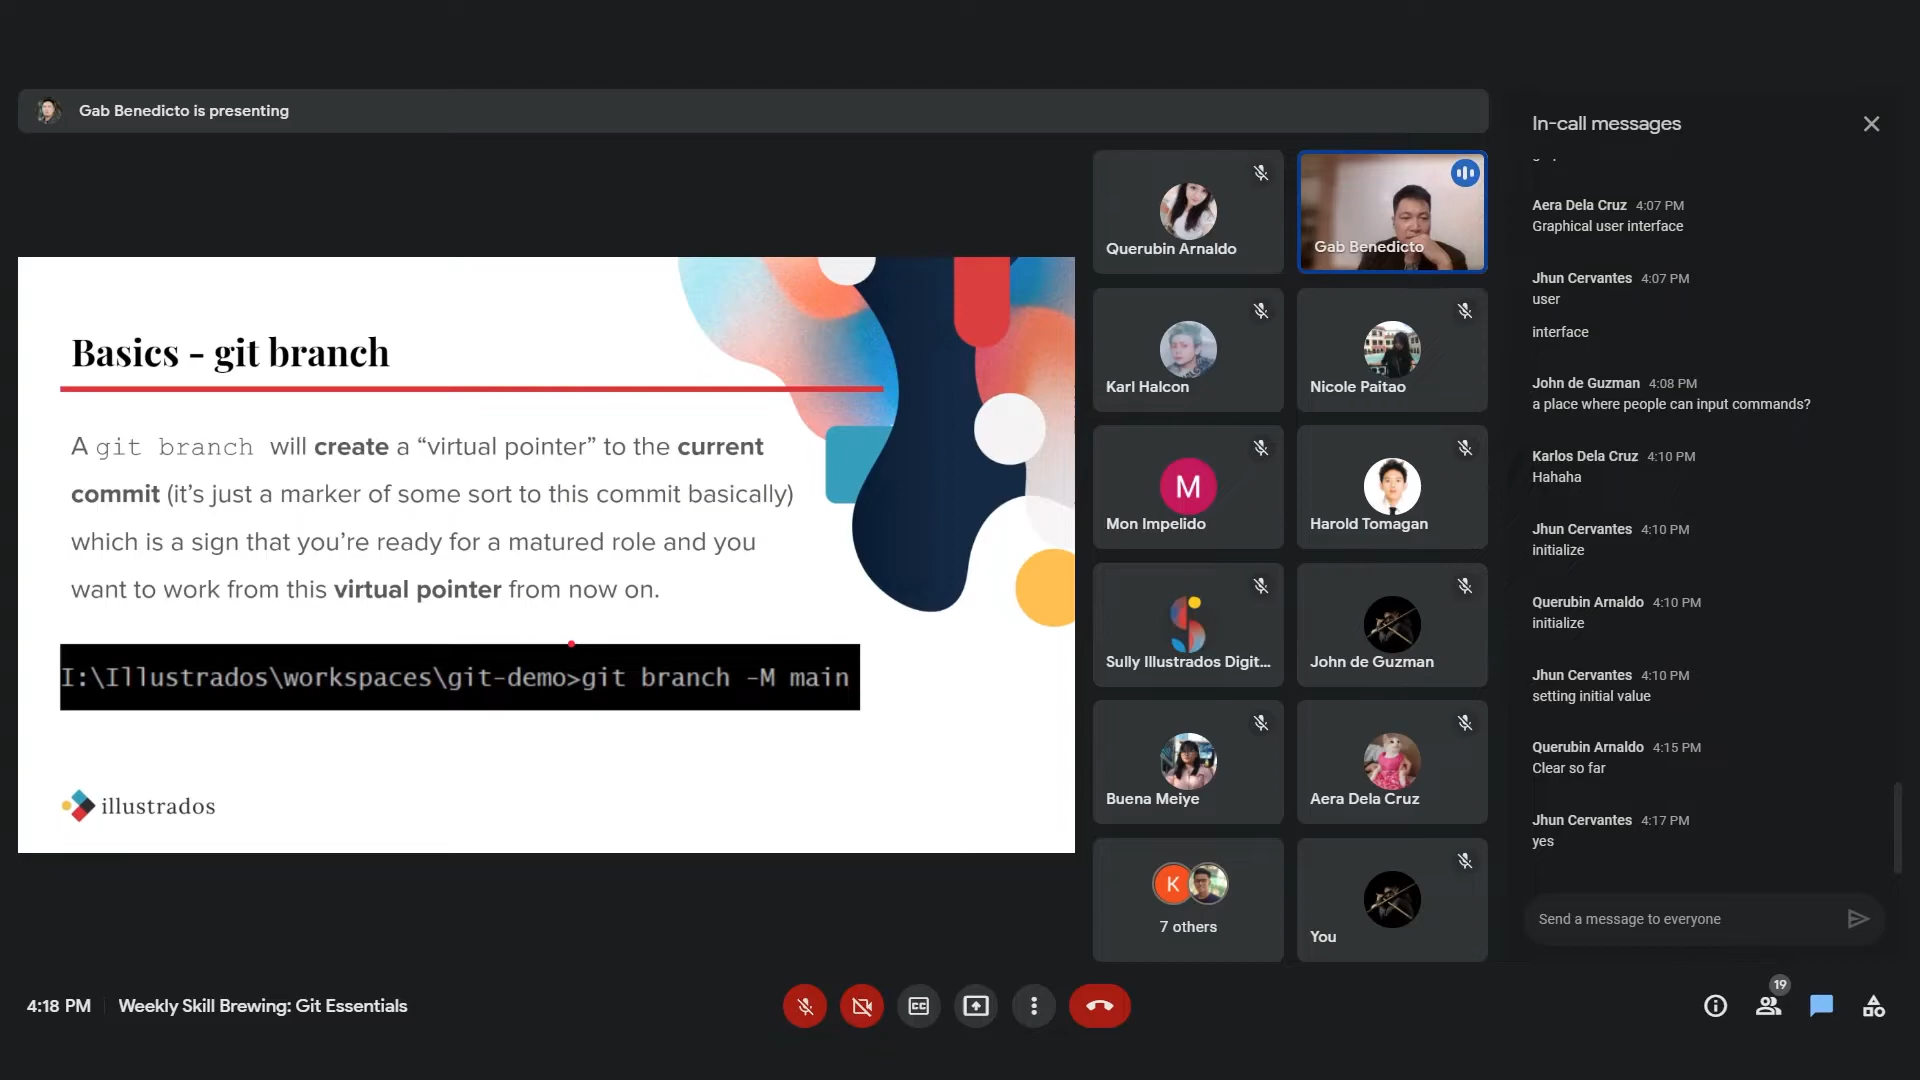 Gab Benedicto is presenting
Basics - git branch
A git branch will create a “virtual pointer” to the current
commit (it’s just a marker of some sort to this commit basically)
which is a sign that you’re ready for a matured role and you
want to work from this virtual pointer from now on.
I:\Illustrados\workspaces\git-demo>git branch -M main
illustrados
Querubin Arnaldo
Gab Benedicto
Karl Halcon
Nicole Paitao
M
Mon Impelido
Harold Tomagan
Sully Illustrados Digit...
John de Guzman
Buena Meiye
Aera Dela Cruz
K
7 others
You
In-call messages
Aera Dela Cruz 4:07 PM
Graphical user interface
Jhun Cervantes 4:07 PM
user
interface
John de Guzman 4:08 PM
a place where people can input commands?
Karlos Dela Cruz 4:10 PM
Hahaha
Jhun Cervantes 4:10 PM
initialize
Querubin Arnaldo 4:10 PM
initialize
Jhun Cervantes 4:10 PM
setting initial value
Querubin Arnaldo 4:15 PM
Clear so far
Jhun Cervantes 4:17 PM
yes
Send a message to everyone
4:18 PM
Weekly Skill Brewing: Git Essentials
CC
19